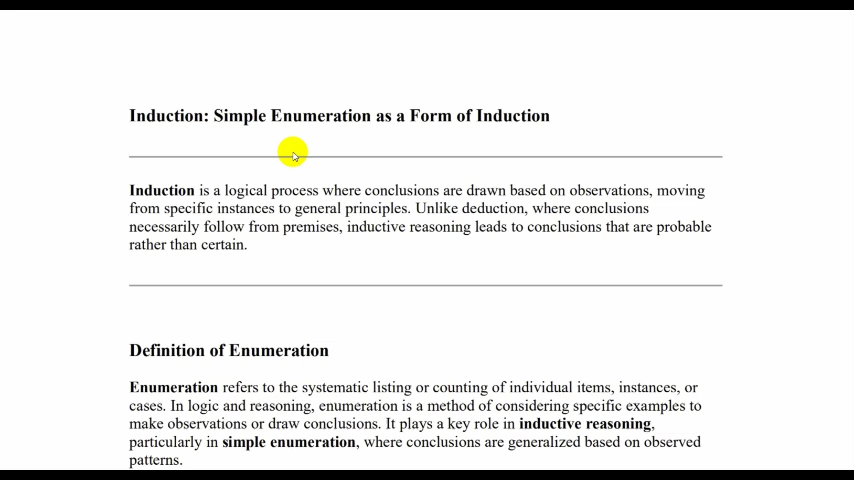 Induction: Simple Enumeration as a Form of Induction
Induction is a logical process where conclusions are drawn based on observations, moving
from specific instances to general principles. Unlike deduction, where conclusions
necessarily follow from premises, inductive reasoning leads to conclusions that are probable
rather than certain.
Definition of Enumeration
Enumeration refers to the systematic listing or counting of individual items, instances, or
cases. In logic and reasoning, enumeration is a method of considering specific examples to
make observations or draw conclusions. It plays a key role in inductive reasoning,
particularly in simple enumeration, where conclusions are generalized based on observed
patterns.